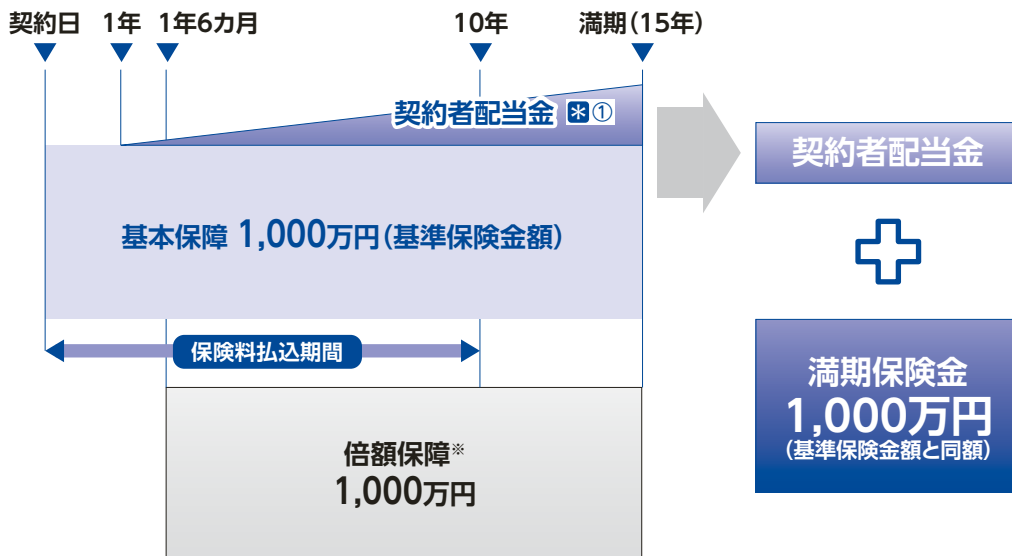 契約日 1年 1年6カ月 10年 満期(15年)
契約者配当金 *①
基本保障 1,000万円(基準保険金額)
保険料払込期間
倍額保障※
1,000万円
契約者配当金
満期保険金
1,000万円
(基準保険金額と同額)